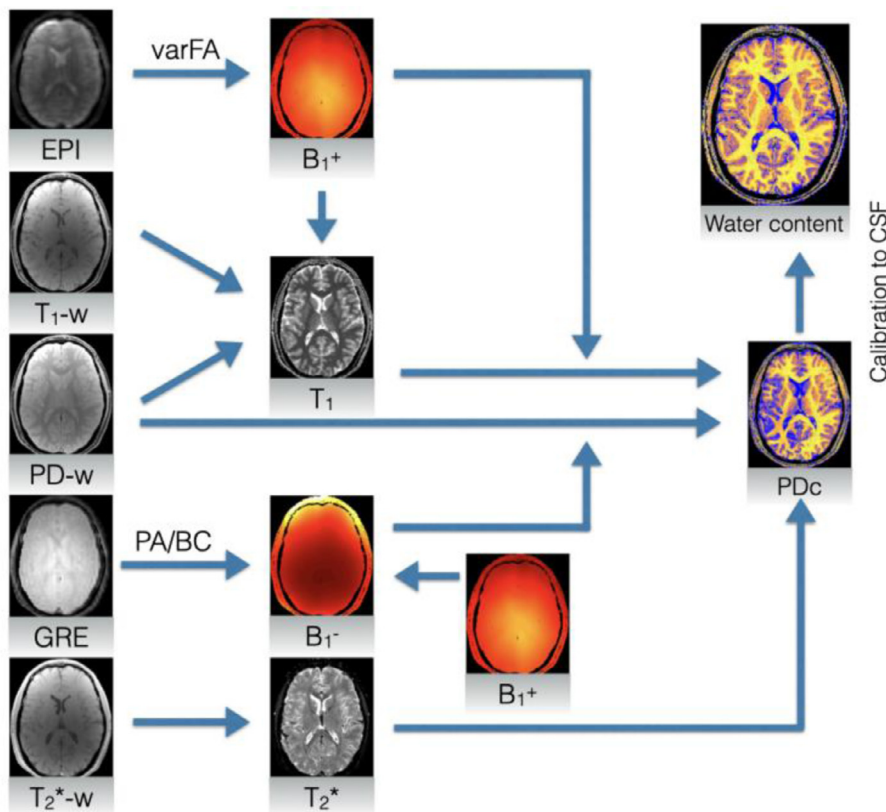 varFA
EPI
B₁⁺
T₁-w
T₁
PD-w
PA/BC
GRE
B₁⁻
B₁⁺
T₂*-w
T₂*
Water content
Calibration to CSF
PDc